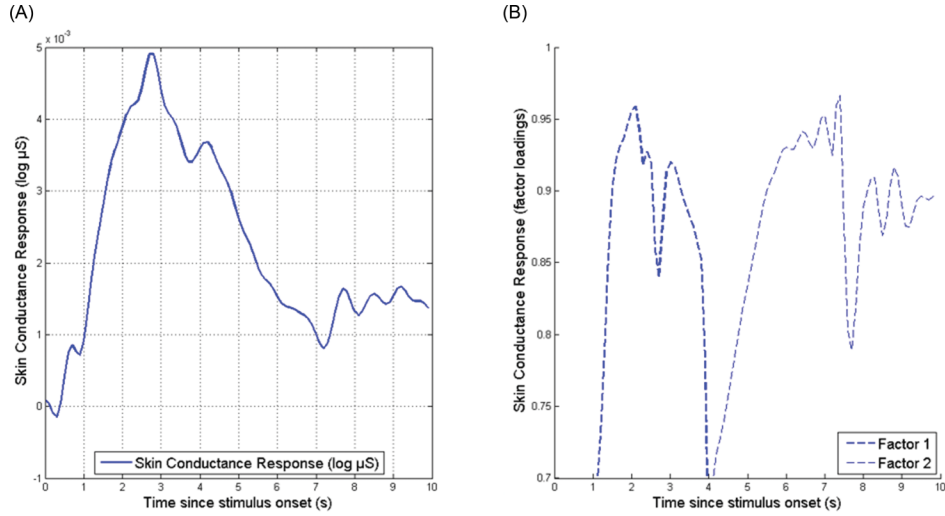 (A)
x 10⁻³
Skin Conductance Response (log µS)
5
4
3
2
1
0
-1
0 1 2 3 4 5 6 7 8 9 10
Time since stimulus onset (s)
Skin Conductance Response (log µS)
(B)
Skin Conductance Response (factor loadings)
1
0.95
0.9
0.85
0.8
0.75
0.7
0 1 2 3 4 5 6 7 8 9 10
Time since stimulus onset (s)
Factor 1
Factor 2